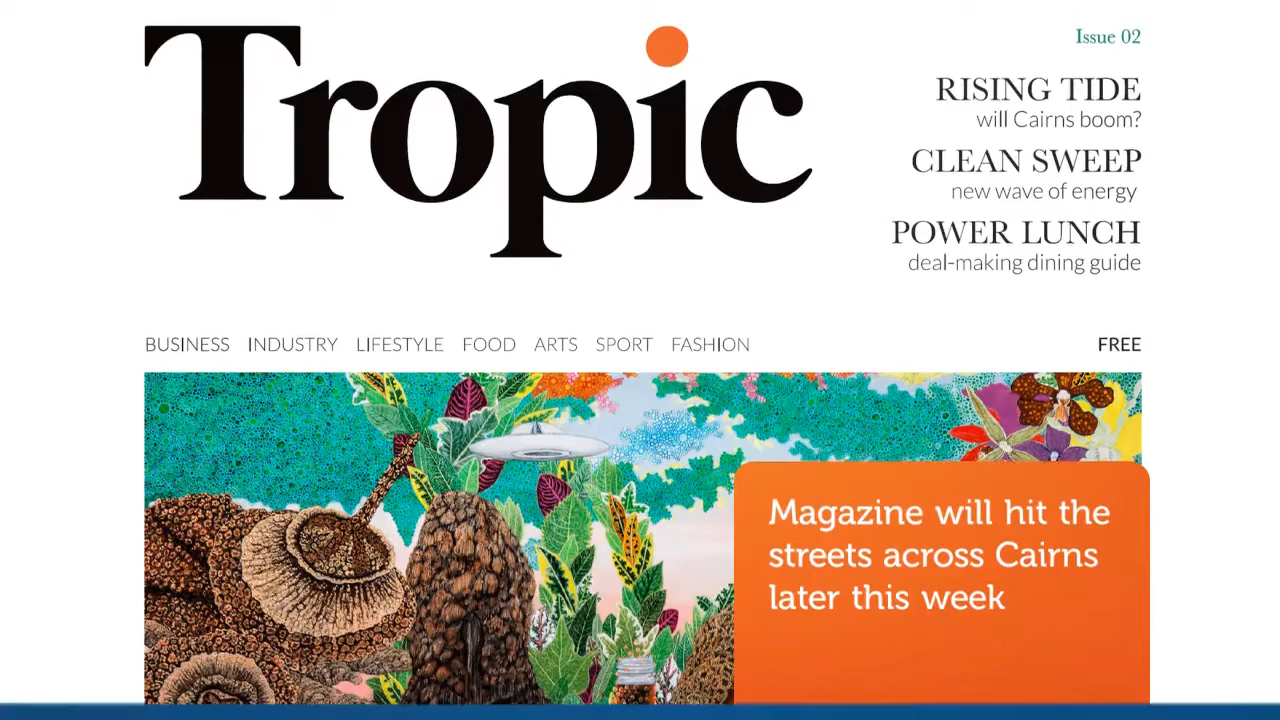 Tropic
Issue 02
RISING TIDE
will Cairns boom?
CLEAN SWEEP
new wave of energy
POWER LUNCH
deal-making dining guide
BUSINESS INDUSTRY LIFESTYLE FOOD ARTS SPORT FASHION
FREE
Magazine will hit the
streets across Cairns
later this week